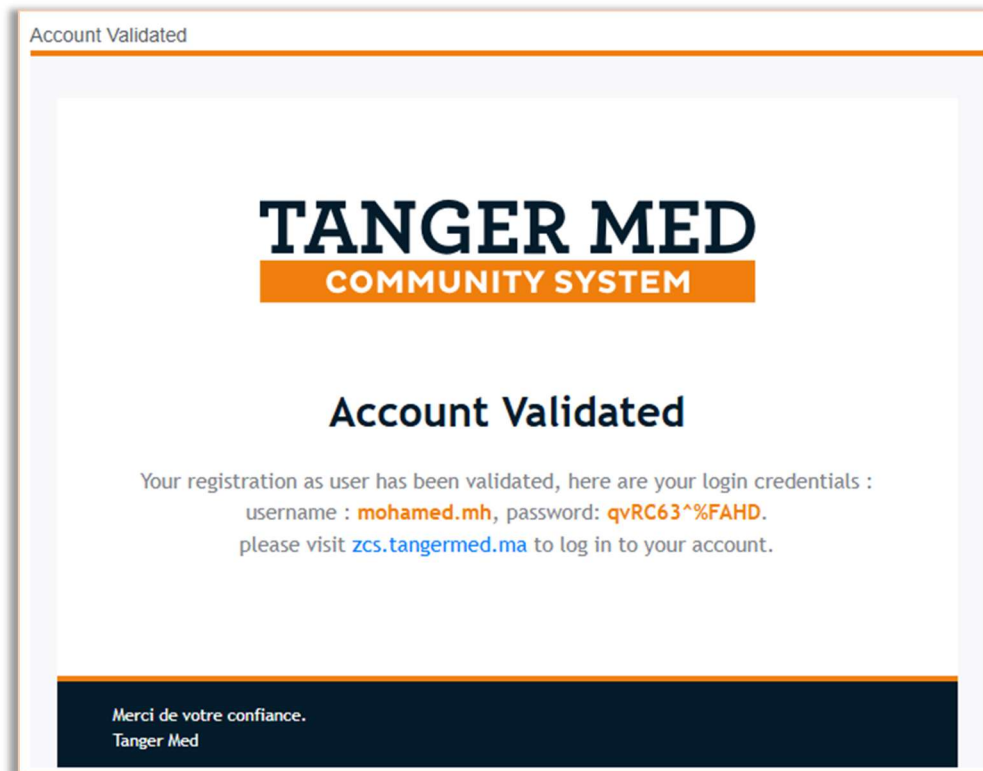 Account Validated
TANGER MED
COMMUNITY SYSTEM
Account Validated
Your registration as user has been validated, here are your login credentials :
username : mohamed.mh, password: qvRC63^%FAHD.
please visit zcs.tangermed.ma to log in to your account.
Merci de votre confiance.
Tanger Med